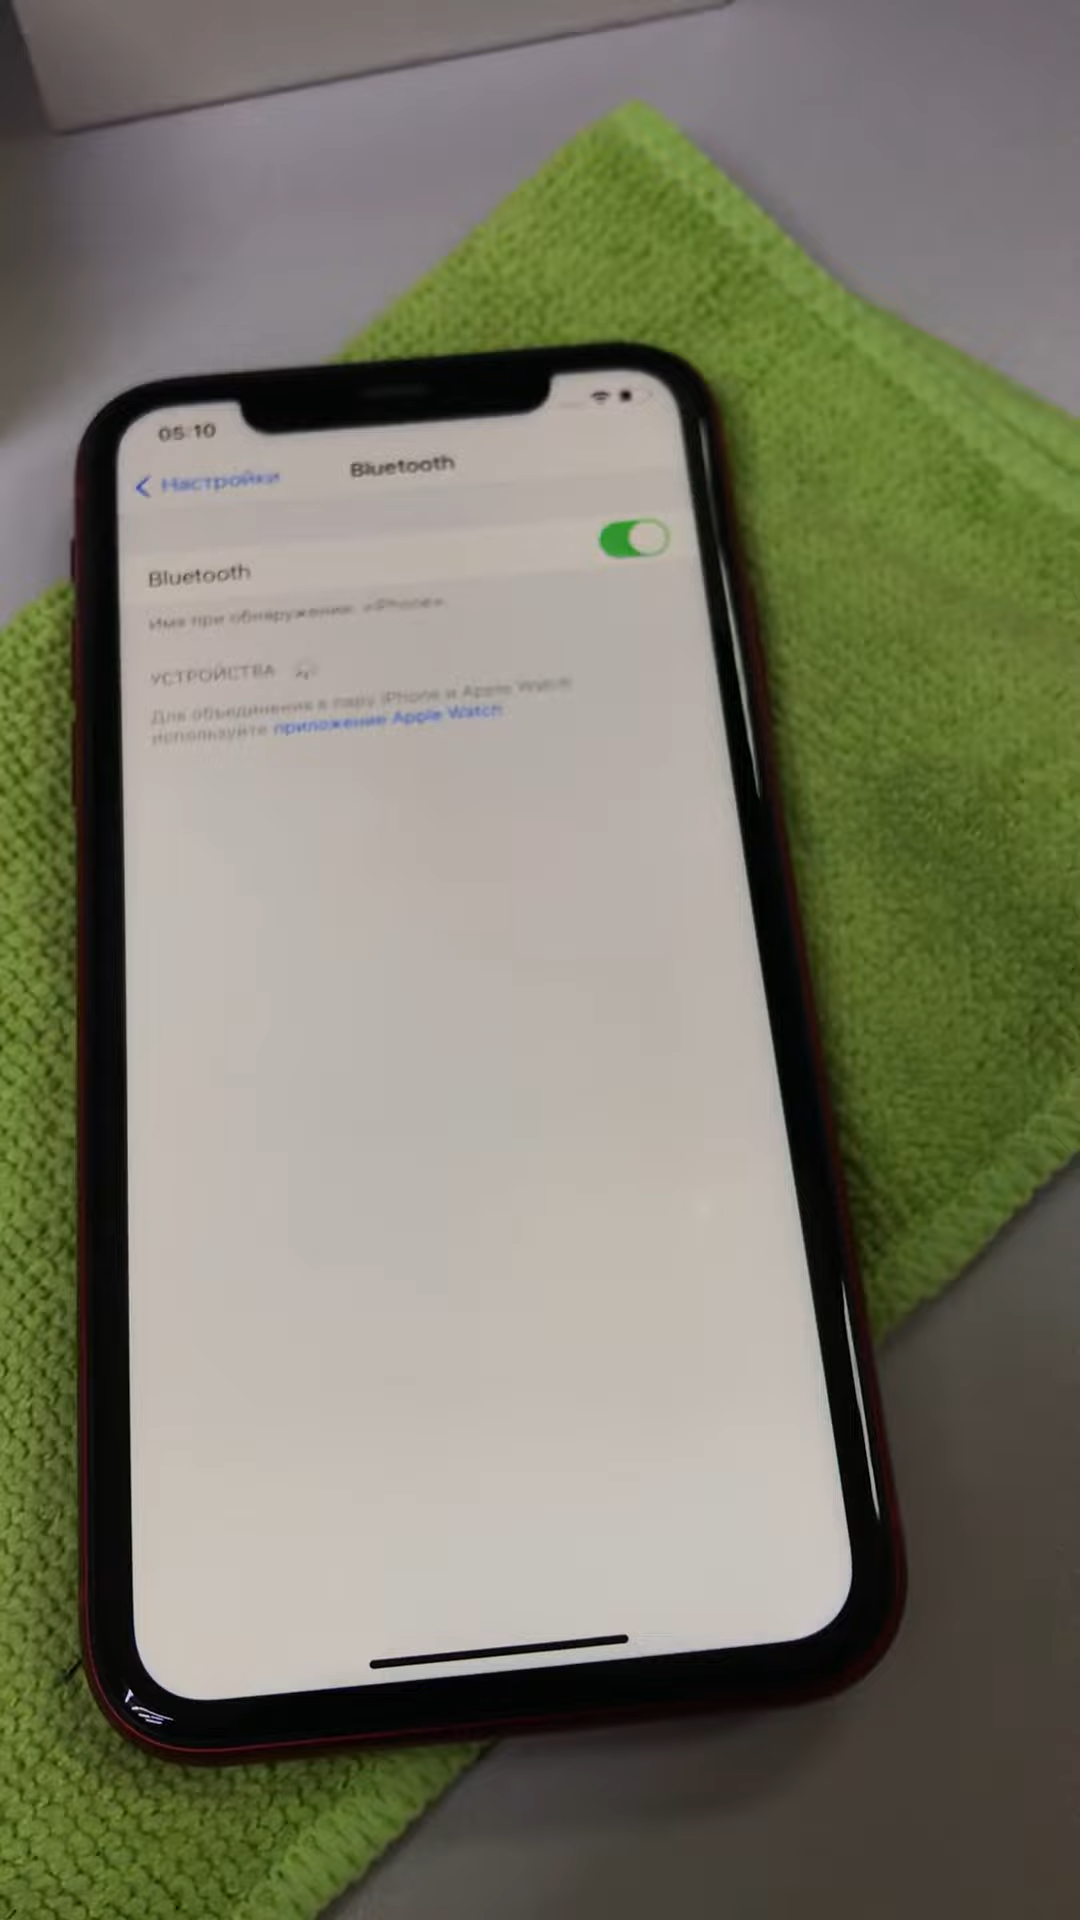 05:10
Настройки
Bluetooth
Bluetooth
Имя при обнаружении: «iPhone».
УСТРОЙСТВА
Для объединения в пару iPhone и Apple Watch
используйте приложение Apple Watch.